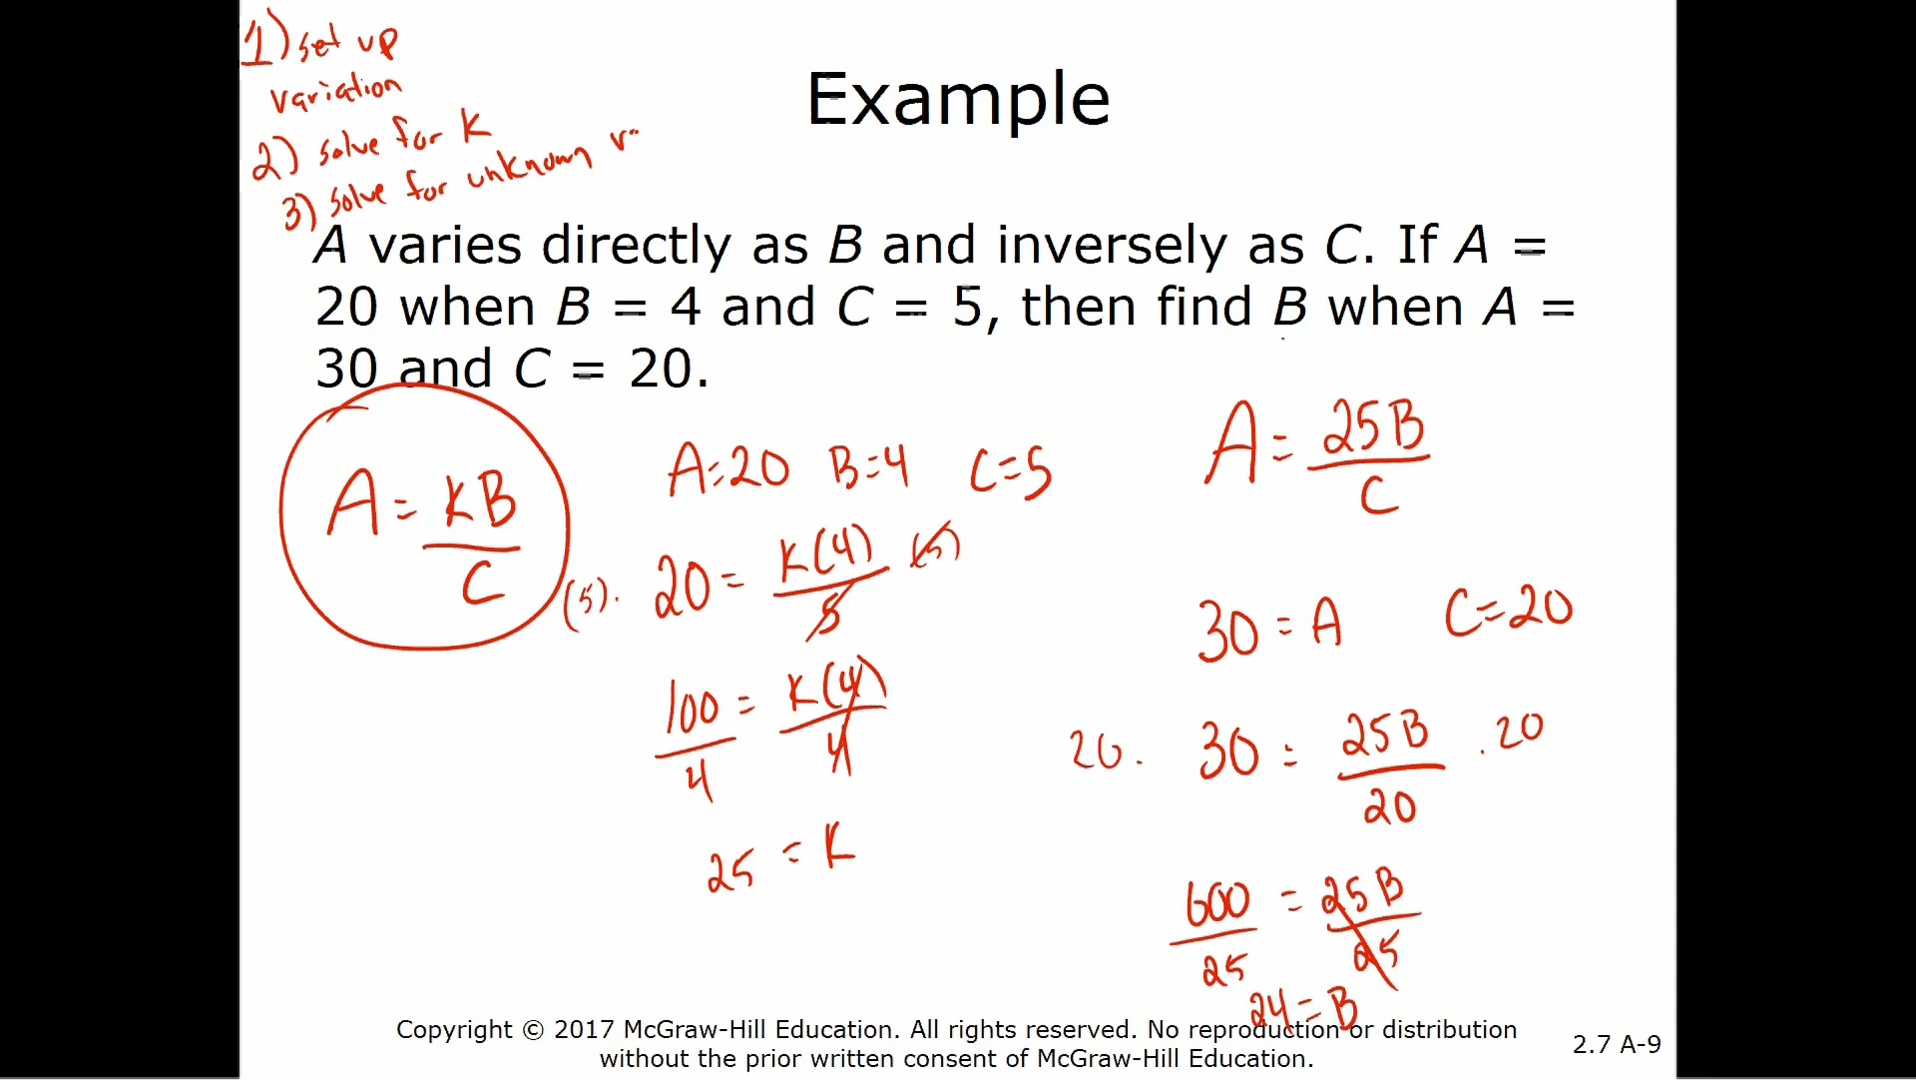 1) set up
variation
2) solve for K
3) solve for unknown
Example
A varies directly as B and inversely as C. If A =
20 when B = 4 and C = 5, then find B when A =
30 and C = 20.
A = KB
C
A=20 B=4 C=5
(5). 20 = K(4) (5)
5
100 = K(4)
4 4
25 = K
A = 25B
C
30 = A C=20
20 . 30 = 25B . 20
20
600 = 25B
25 25
24 = B
Copyright © 2017 McGraw-Hill Education. All rights reserved. No reproduction or distribution
without the prior written consent of McGraw-Hill Education.
2.7 A-9